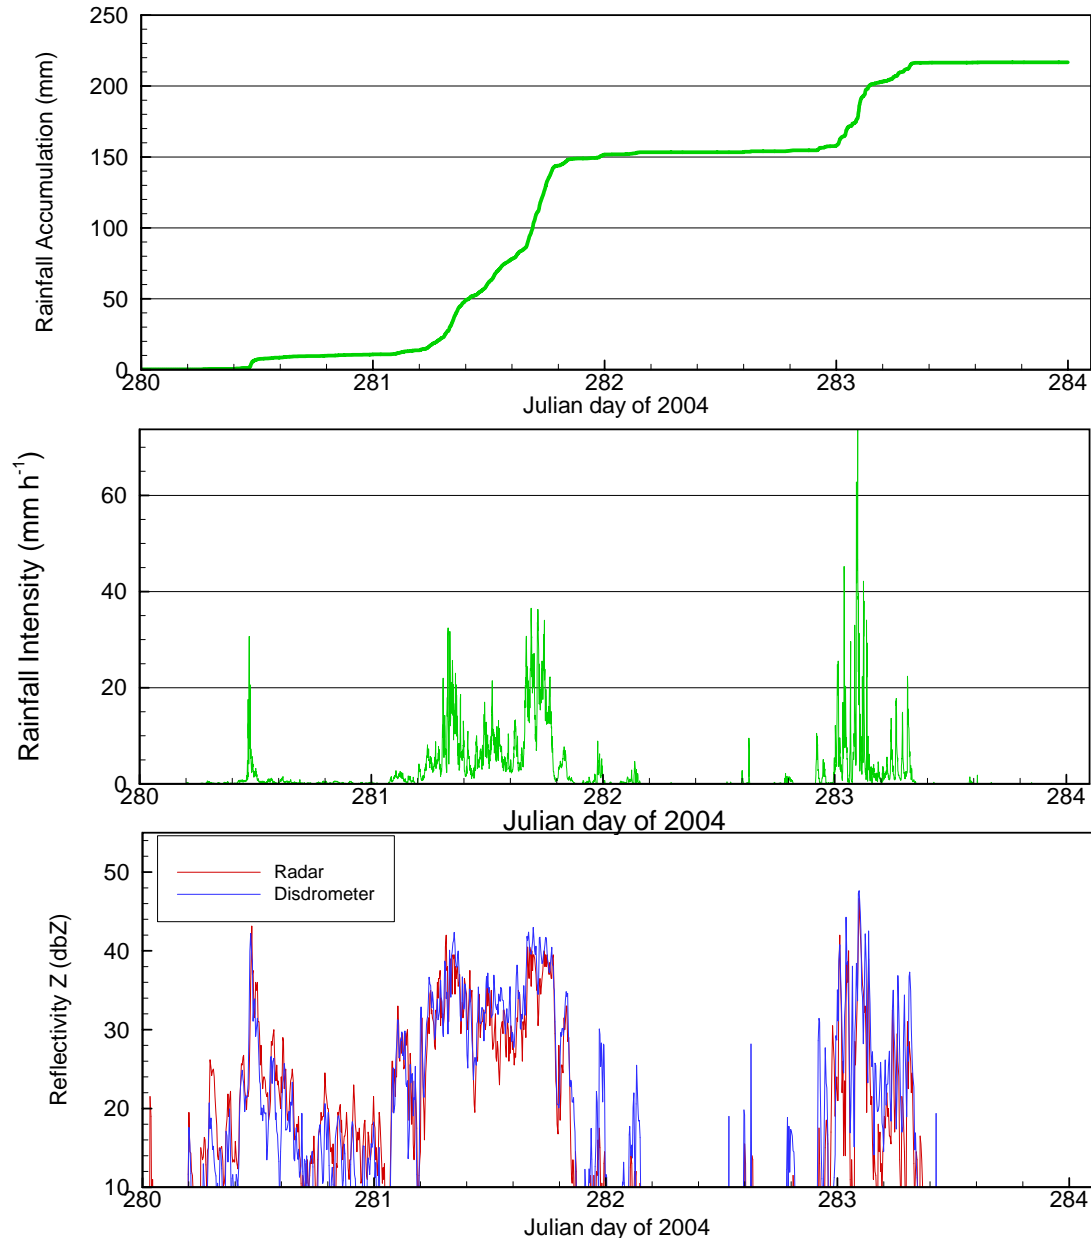 250
200
150
100
50
0
Rainfall Accumulation (mm)
280 281 282 283 284
Julian day of 2004
60
40
20
0
Rainfall Intensity (mm h-1)
280 281 282 283 284
Julian day of 2004
50
40
30
20
10
Reflectivity Z (dbZ)
Radar
Disdrometer
280 281 282 283 284
Julian day of 2004